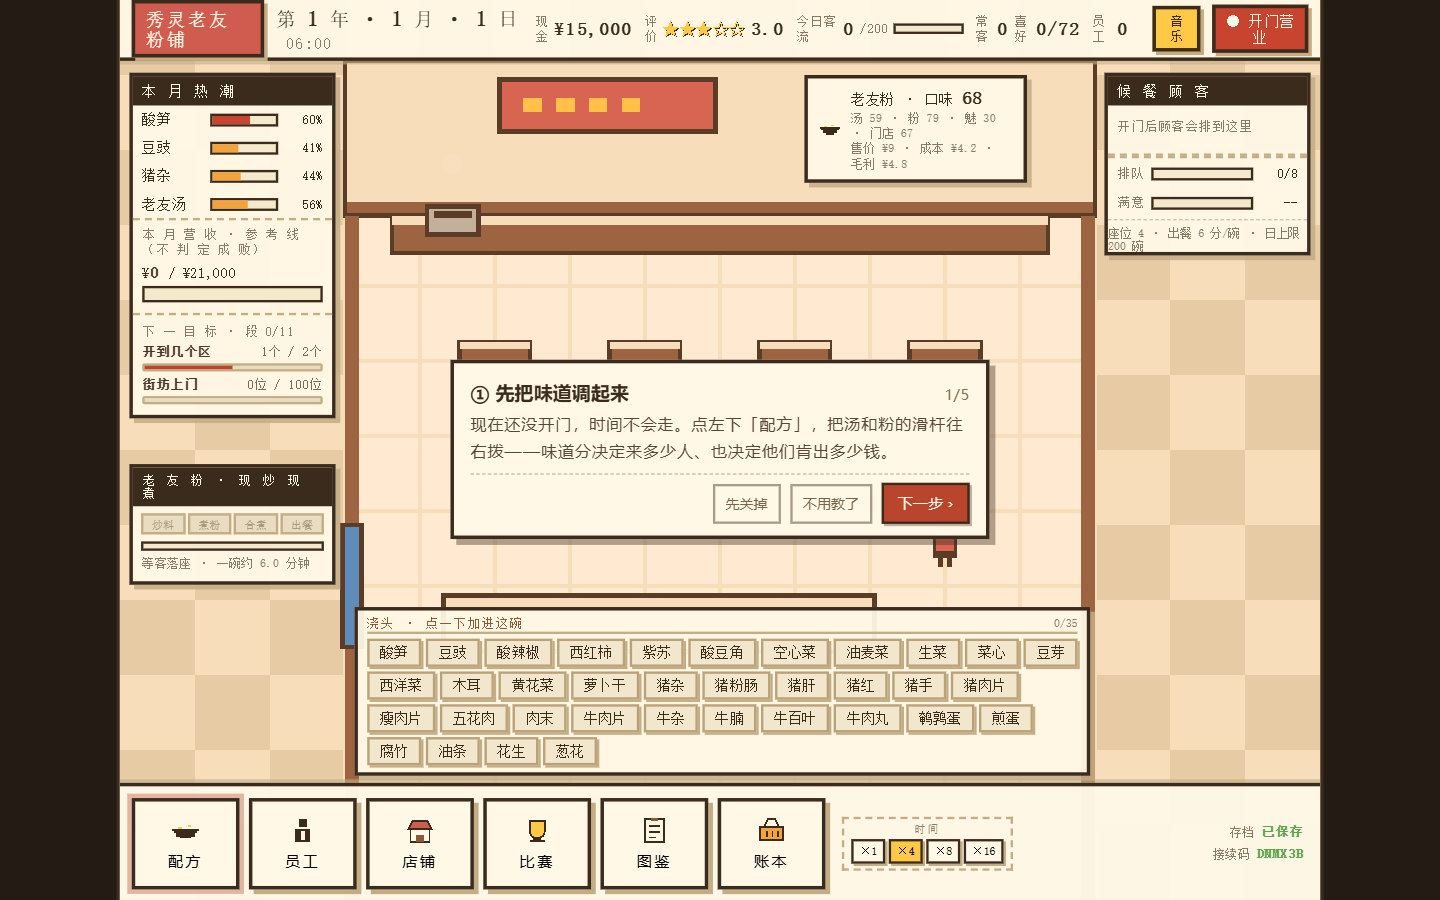 秀灵老友
粉铺
第 1 年 · 1 月 · 1 日
06:00
现金 ¥15,000
评价 ★★★☆☆ 3.0
今日客流 0 /200
常客 0
喜好 0/72
员工 0
音乐
开门营业
本月热潮
酸笋 60%
豆豉 41%
猪杂 44%
老友汤 56%
本月营收 · 参考线
（不判定成败）
¥0 / ¥21,000
下一目标 · 段 0/11
开到几个区 1个 / 2个
街坊上门 0位 / 100位
老友粉 · 现炒现
煮
炒料 煮粉 合煮 出餐
等客落座 · 一碗约 6.0 分钟
老友粉 · 口味 68
汤 59 · 粉 79 · 魅 30
· 门店 67
售价 ¥9 · 成本 ¥4.2 ·
毛利 ¥4.8
候餐顾客
开门后顾客会排到这里
排队 0/8
满意 --
座位 4 · 出餐 6 分/碗 · 日上限
200 碗
① 先把味道调起来 1/5
现在还没开门，时间不会走。点左下「配方」，把汤和粉的滑杆往
右拨——味道分决定来多少人、也决定他们肯出多少钱。
先关掉 不用教了 下一步 ›
浇头 · 点一下加进这碗 0/35
酸笋 豆豉 酸辣椒 西红柿 紫苏 酸豆角 空心菜 油麦菜 生菜 菜心 豆芽
西洋菜 木耳 黄花菜 萝卜干 猪杂 猪粉肠 猪肝 猪红 猪手 猪肉片
瘦肉片 五花肉 肉末 牛肉片 牛杂 牛腩 牛百叶 牛肉丸 鹌鹑蛋 煎蛋
腐竹 油条 花生 葱花
配方 员工 店铺 比赛 图鉴 账本
时间
×1 ×4 ×8 ×16
存档 已保存
接续码 DNMX3B